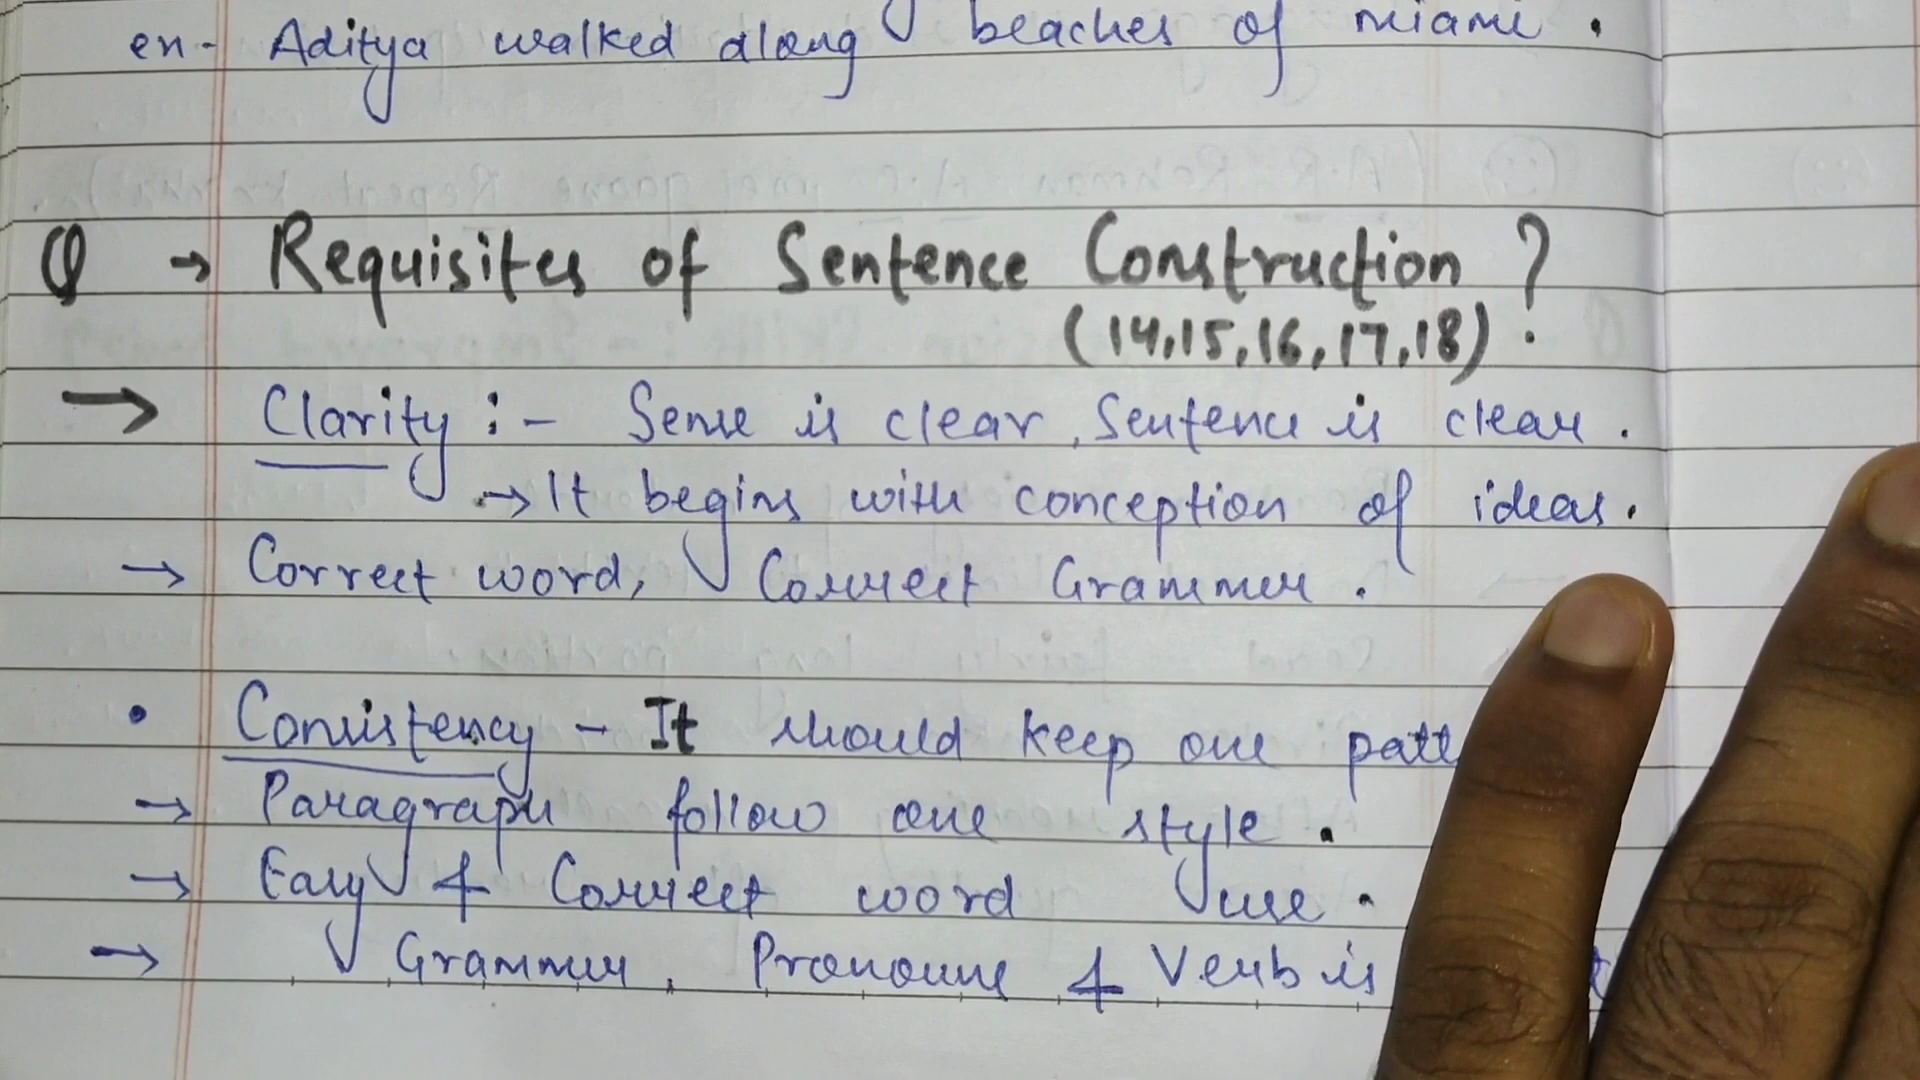 en - Aditya walked along beaches of miami .
Q → Requisites of Sentence Construction ?
(14,15,16,17,18)
→ Clarity :- Sense is clear, Sentence is clear .
→ It begins with conception of ideas .
→ Correct word, Correct Grammer .
• Consistency - It should keep one patt
→ Paragraph follow one style .
→ Easy & Correct word use .
→ Grammer, Pronouns & Verb is